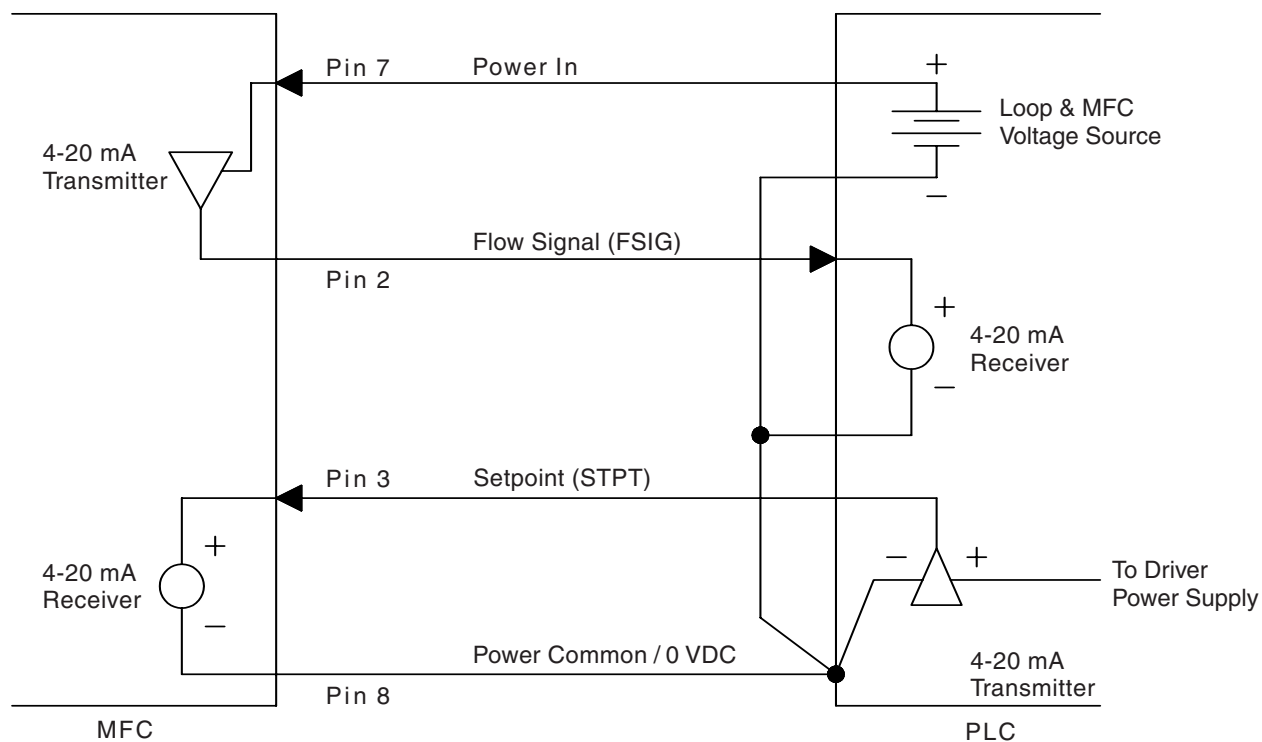 Pin 7
Power In
+
Loop & MFC
Voltage Source
–
4-20 mA
Transmitter
Flow Signal (FSIG)
Pin 2
+
4-20 mA
Receiver
–
Pin 3
Setpoint (STPT)
+
4-20 mA
Receiver
–
–
+
To Driver
Power Supply
Power Common / 0 VDC
Pin 8
4-20 mA
Transmitter
MFC
PLC